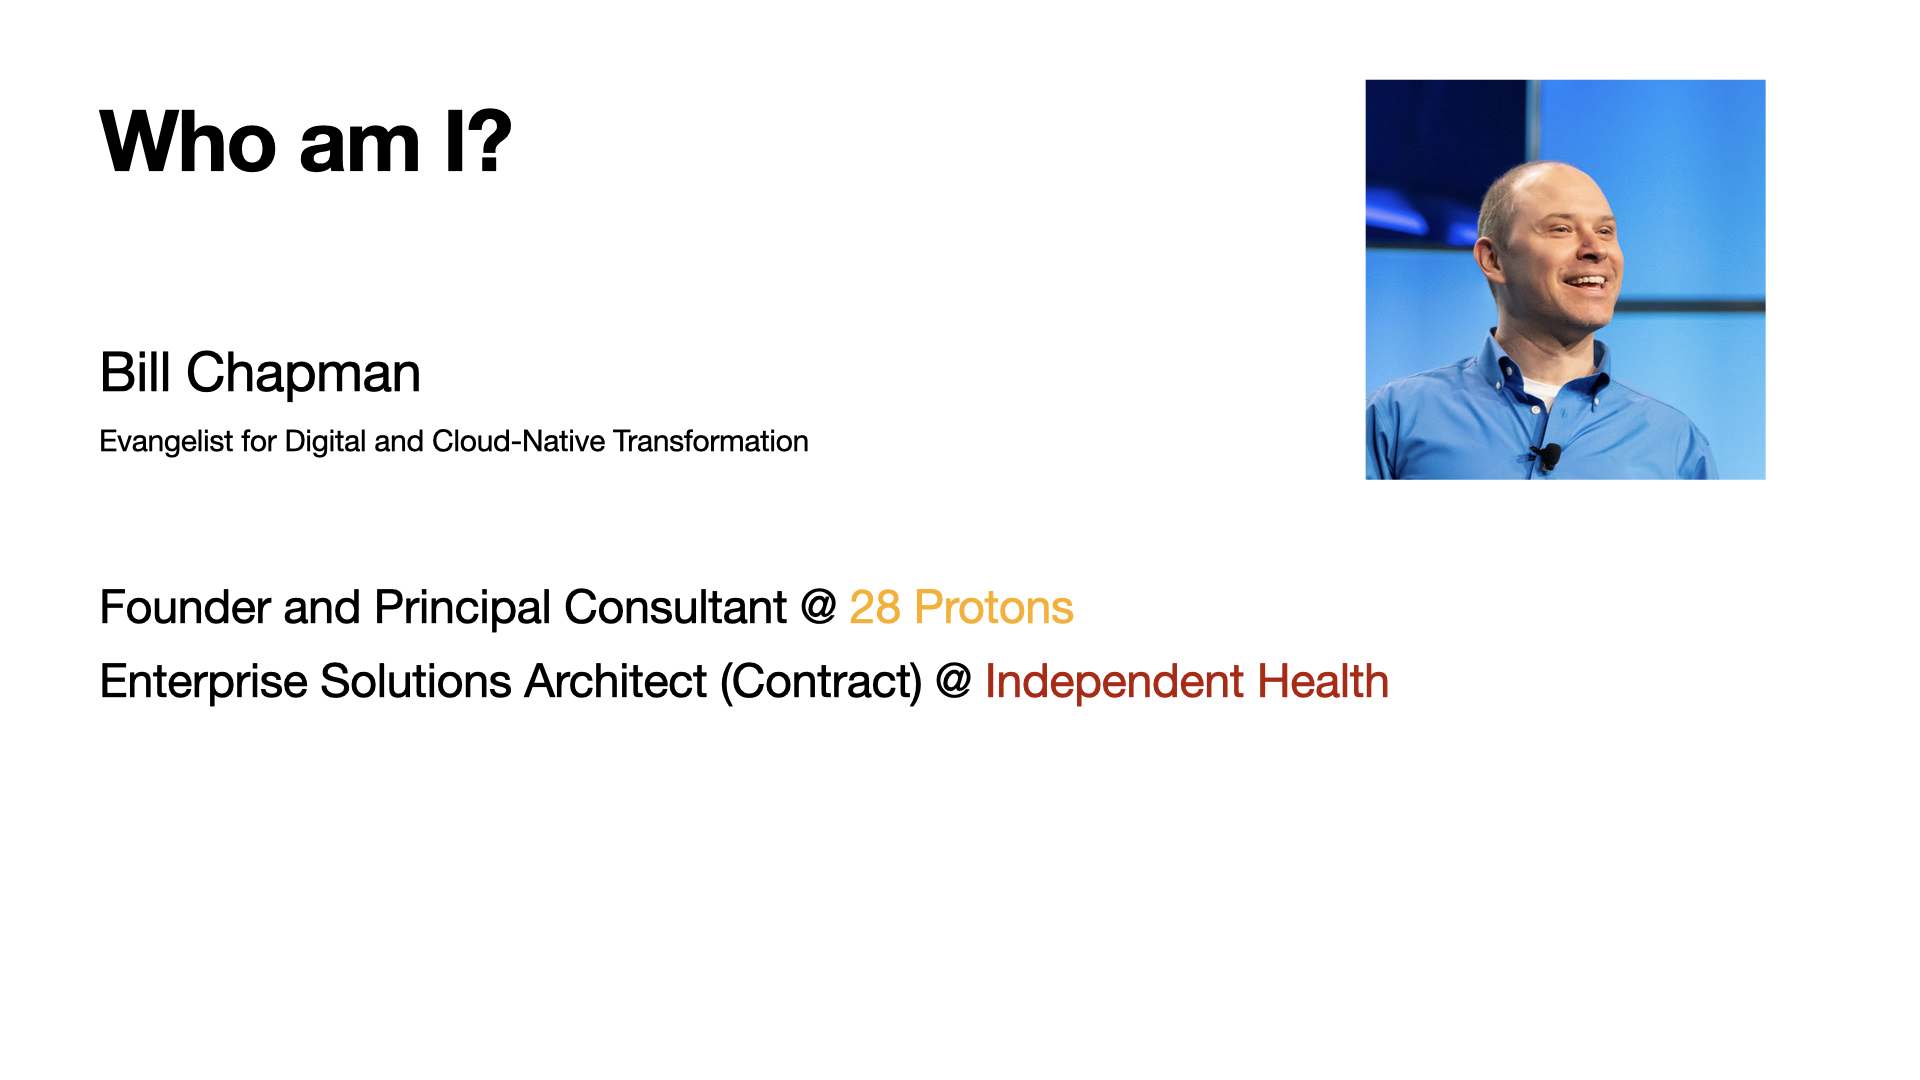 Who am I?
Bill Chapman
Evangelist for Digital and Cloud-Native Transformation
Founder and Principal Consultant @ 28 Protons
Enterprise Solutions Architect (Contract) @ Independent Health